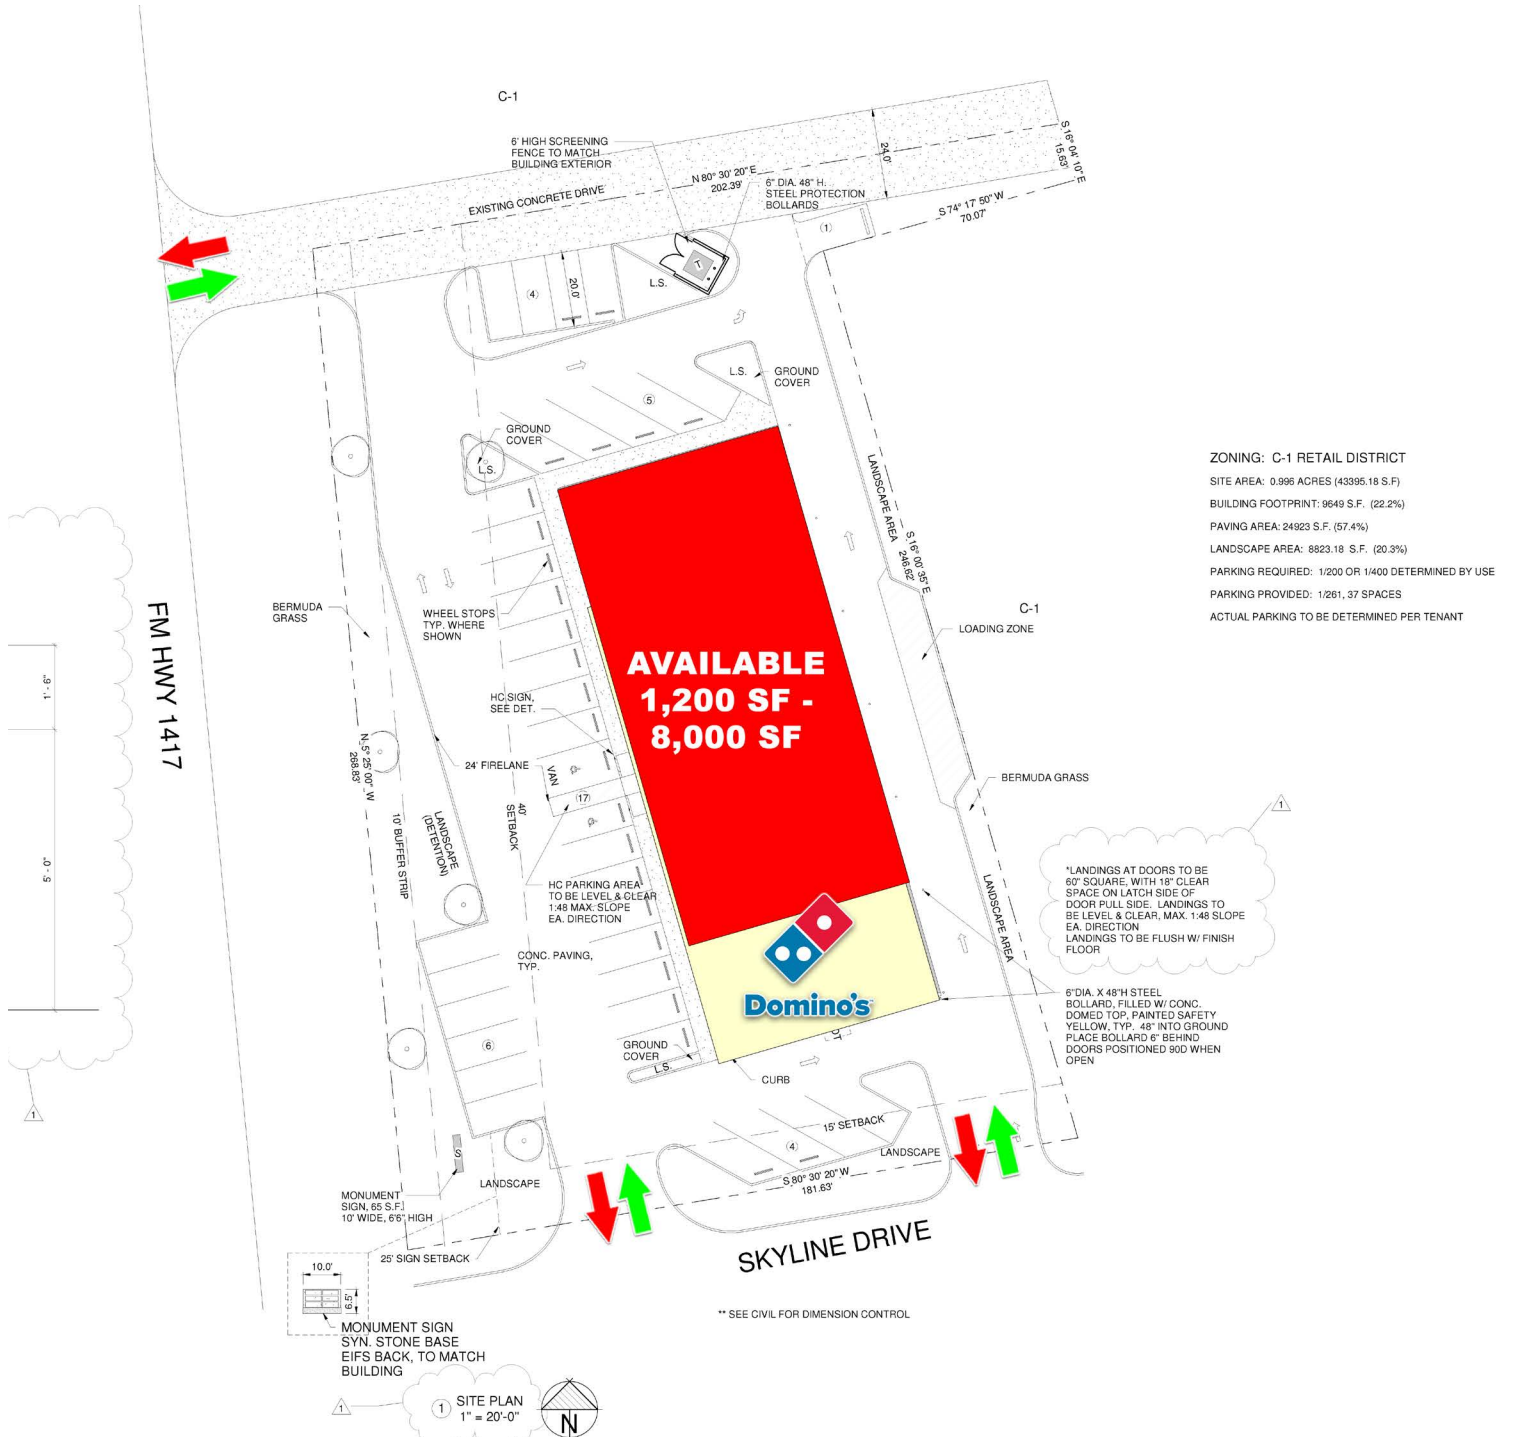 C-1
6' HIGH SCREENING
FENCE TO MATCH
BUILDING EXTERIOR
N 80° 30' 20" E
202.39'
EXISTING CONCRETE DRIVE
6" DIA. 48" H.
STEEL PROTECTION
BOLLARDS
24.0'
S 16° 04' 10" E
15.63'
S 74° 17' 50" W
70.07'
1
T
L.S.
4
20.0'
L.S.
GROUND
COVER
5
GROUND
COVER
L.S.
ZONING: C-1 RETAIL DISTRICT
SITE AREA: 0.996 ACRES (43395.18 S.F)
BUILDING FOOTPRINT: 9649 S.F. (22.2%)
PAVING AREA: 24923 S.F. (57.4%)
LANDSCAPE AREA: 8823.18 S.F. (20.3%)
PARKING REQUIRED: 1/200 OR 1/400 DETERMINED BY USE
PARKING PROVIDED: 1/261, 37 SPACES
ACTUAL PARKING TO BE DETERMINED PER TENANT
LANDSCAPE AREA
S 16° 00' 35" E
246.62'
C-1
LOADING ZONE
BERMUDA
GRASS
WHEEL STOPS
TYP. WHERE
SHOWN
FM HWY 1417
1' - 6"
5' - 0"
1
AVAILABLE
1,200 SF -
8,000 SF
HC SIGN,
SEE DET.
24' FIRELANE
VAN
17
N 5° 25' 00" W
268.83'
10' BUFFER STRIP
LANDSCAPE
(DETENTION)
40'
SETBACK
BERMUDA GRASS
1
*LANDINGS AT DOORS TO BE
60" SQUARE, WITH 18" CLEAR
SPACE ON LATCH SIDE OF
DOOR PULL SIDE. LANDINGS TO
BE LEVEL & CLEAR, MAX. 1:48 SLOPE
EA. DIRECTION
LANDINGS TO BE FLUSH W/ FINISH
FLOOR
HC PARKING AREA
TO BE LEVEL & CLEAR
1:48 MAX. SLOPE
EA. DIRECTION
LANDSCAPE AREA
CONC. PAVING,
TYP.
Domino's
6"DIA. X 48"H STEEL
BOLLARD, FILLED W/ CONC.
DOMED TOP, PAINTED SAFETY
YELLOW, TYP. 48" INTO GROUND
PLACE BOLLARD 6" BEHIND
DOORS POSITIONED 90D WHEN
OPEN
6
GROUND
COVER
L.S.
CURB
15' SETBACK
4
LANDSCAPE
S 80° 30' 20" W
181.63'
S
LANDSCAPE
MONUMENT
SIGN, 65 S.F.
10' WIDE, 6'6" HIGH
25' SIGN SETBACK
SKYLINE DRIVE
10.0'
6.5'
MONUMENT SIGN
SYN. STONE BASE
EIFS BACK, TO MATCH
BUILDING
** SEE CIVIL FOR DIMENSION CONTROL
1
1
SITE PLAN
1" = 20'-0"
N